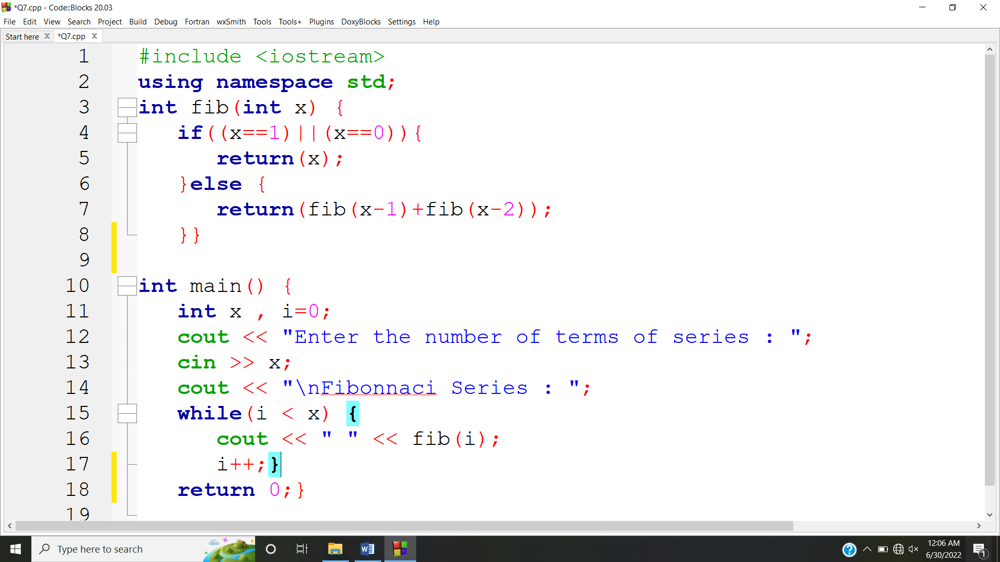 *Q7.cpp - Code::Blocks 20.03
File Edit View Search Project Build Debug Fortran wxSmith Tools Tools+ Plugins DoxyBlocks Settings Help
Start here X *Q7.cpp X
1 #include <iostream>
2 using namespace std;
3 int fib(int x) {
4    if((x==1)||(x==0)){
5       return(x);
6    }else {
7       return(fib(x-1)+fib(x-2));
8    }}
9
10 int main() {
11    int x , i=0;
12    cout << "Enter the number of terms of series : ";
13    cin >> x;
14    cout << "\nFibonnaci Series : ";
15    while(i < x) {
16       cout << " " << fib(i);
17       i++;}
18    return 0;}
19
Type here to search
12:06 AM
6/30/2022
1